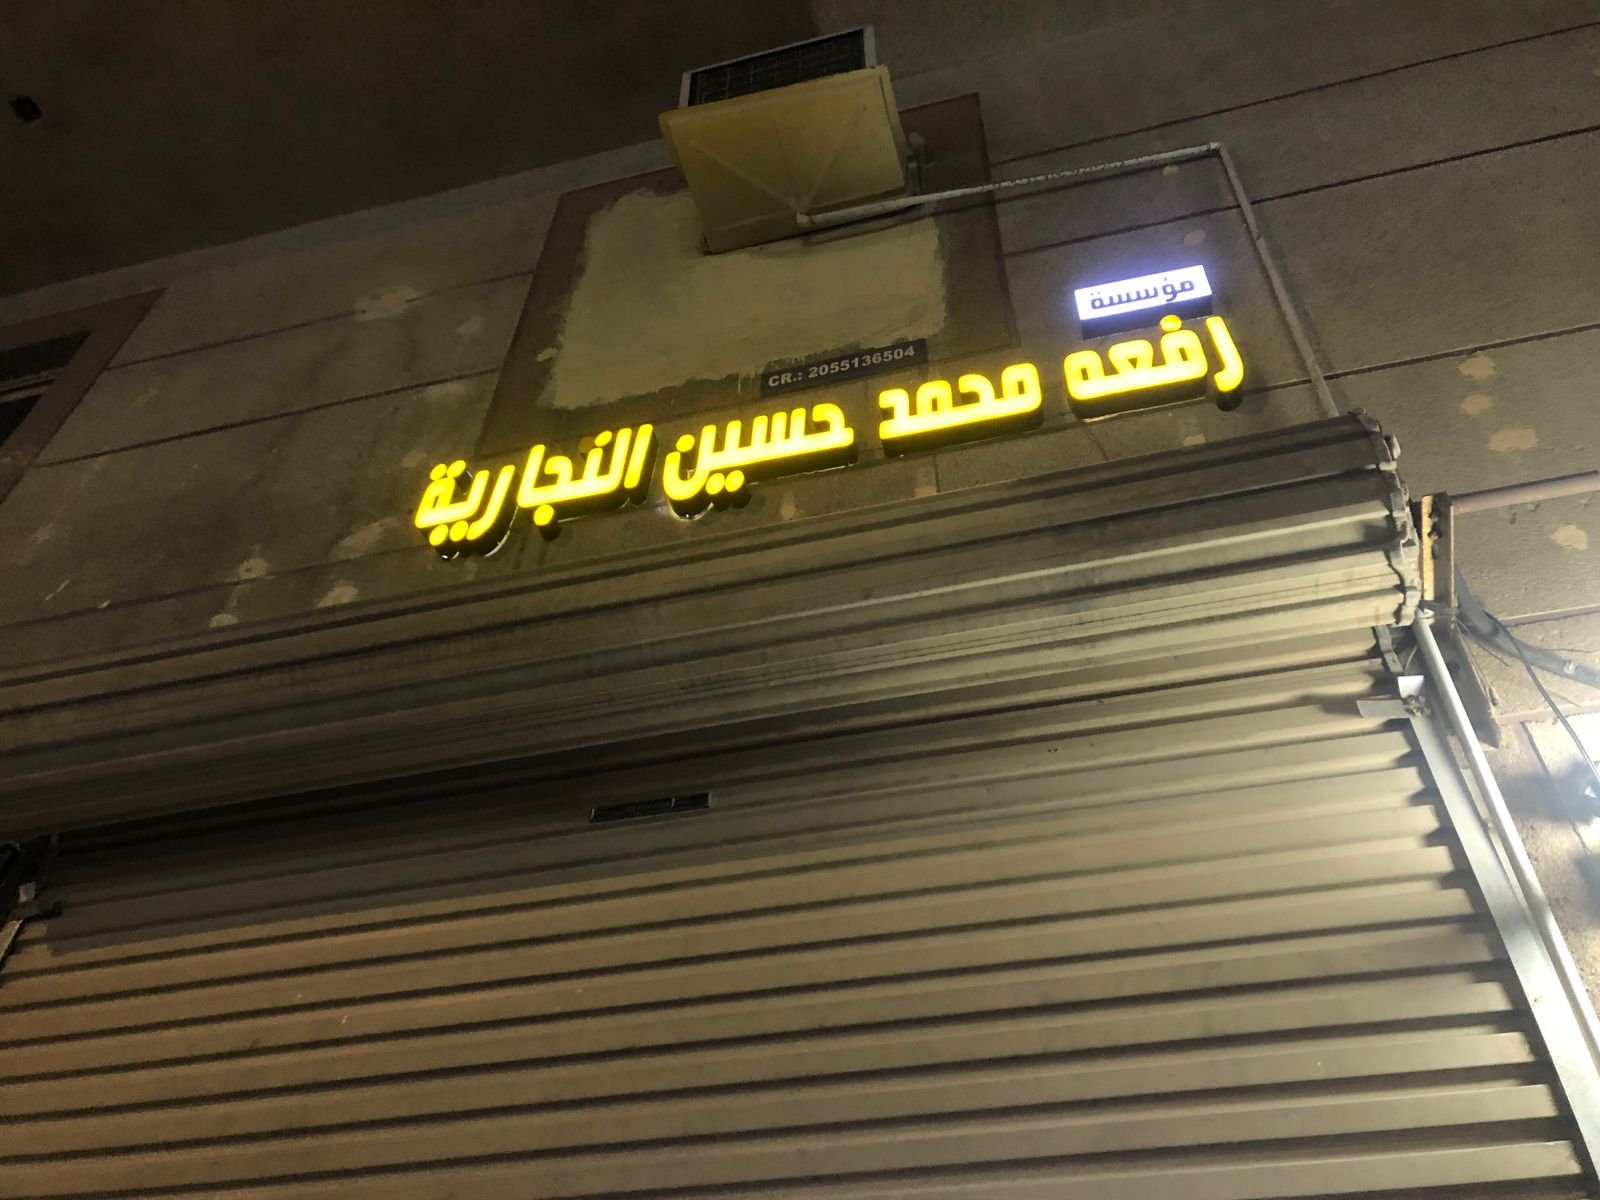 مؤسسة
رفعه محمد حسين التجارية
CR.: 2055136504